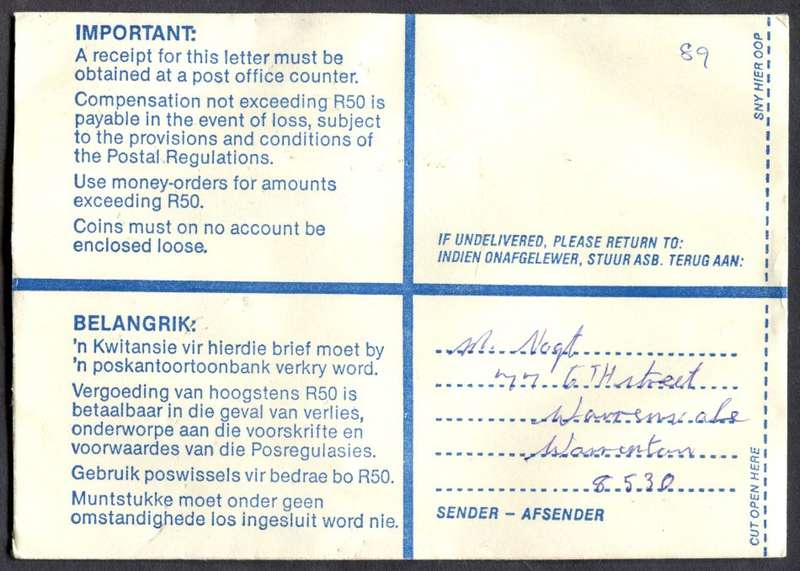 IMPORTANT:
A receipt for this letter must be
obtained at a post office counter.
Compensation not exceeding R50 is
payable in the event of loss, subject
to the provisions and conditions of
the Postal Regulations.
Use money-orders for amounts
exceeding R50.
Coins must on no account be
enclosed loose.
89
SNY HIER OOP
IF UNDELIVERED, PLEASE RETURN TO:
INDIEN ONAFGELEWER, STUUR ASB. TERUG AAN:
BELANGRIK:
'n Kwitansie vir hierdie brief moet by
'n poskantoortoonbank verkry word.
Vergoeding van hoogstens R50 is
betaalbaar in die geval van verlies,
onderworpe aan die voorskrifte en
voorwaardes van die Posregulasies.
Gebruik poswissels vir bedrae bo R50.
Muntstukke moet onder geen
omstandighede los ingesluit word nie.
M. Vogt
77 6TH street
Warrenvale
Warrenton
8530
SENDER – AFSENDER
CUT OPEN HERE